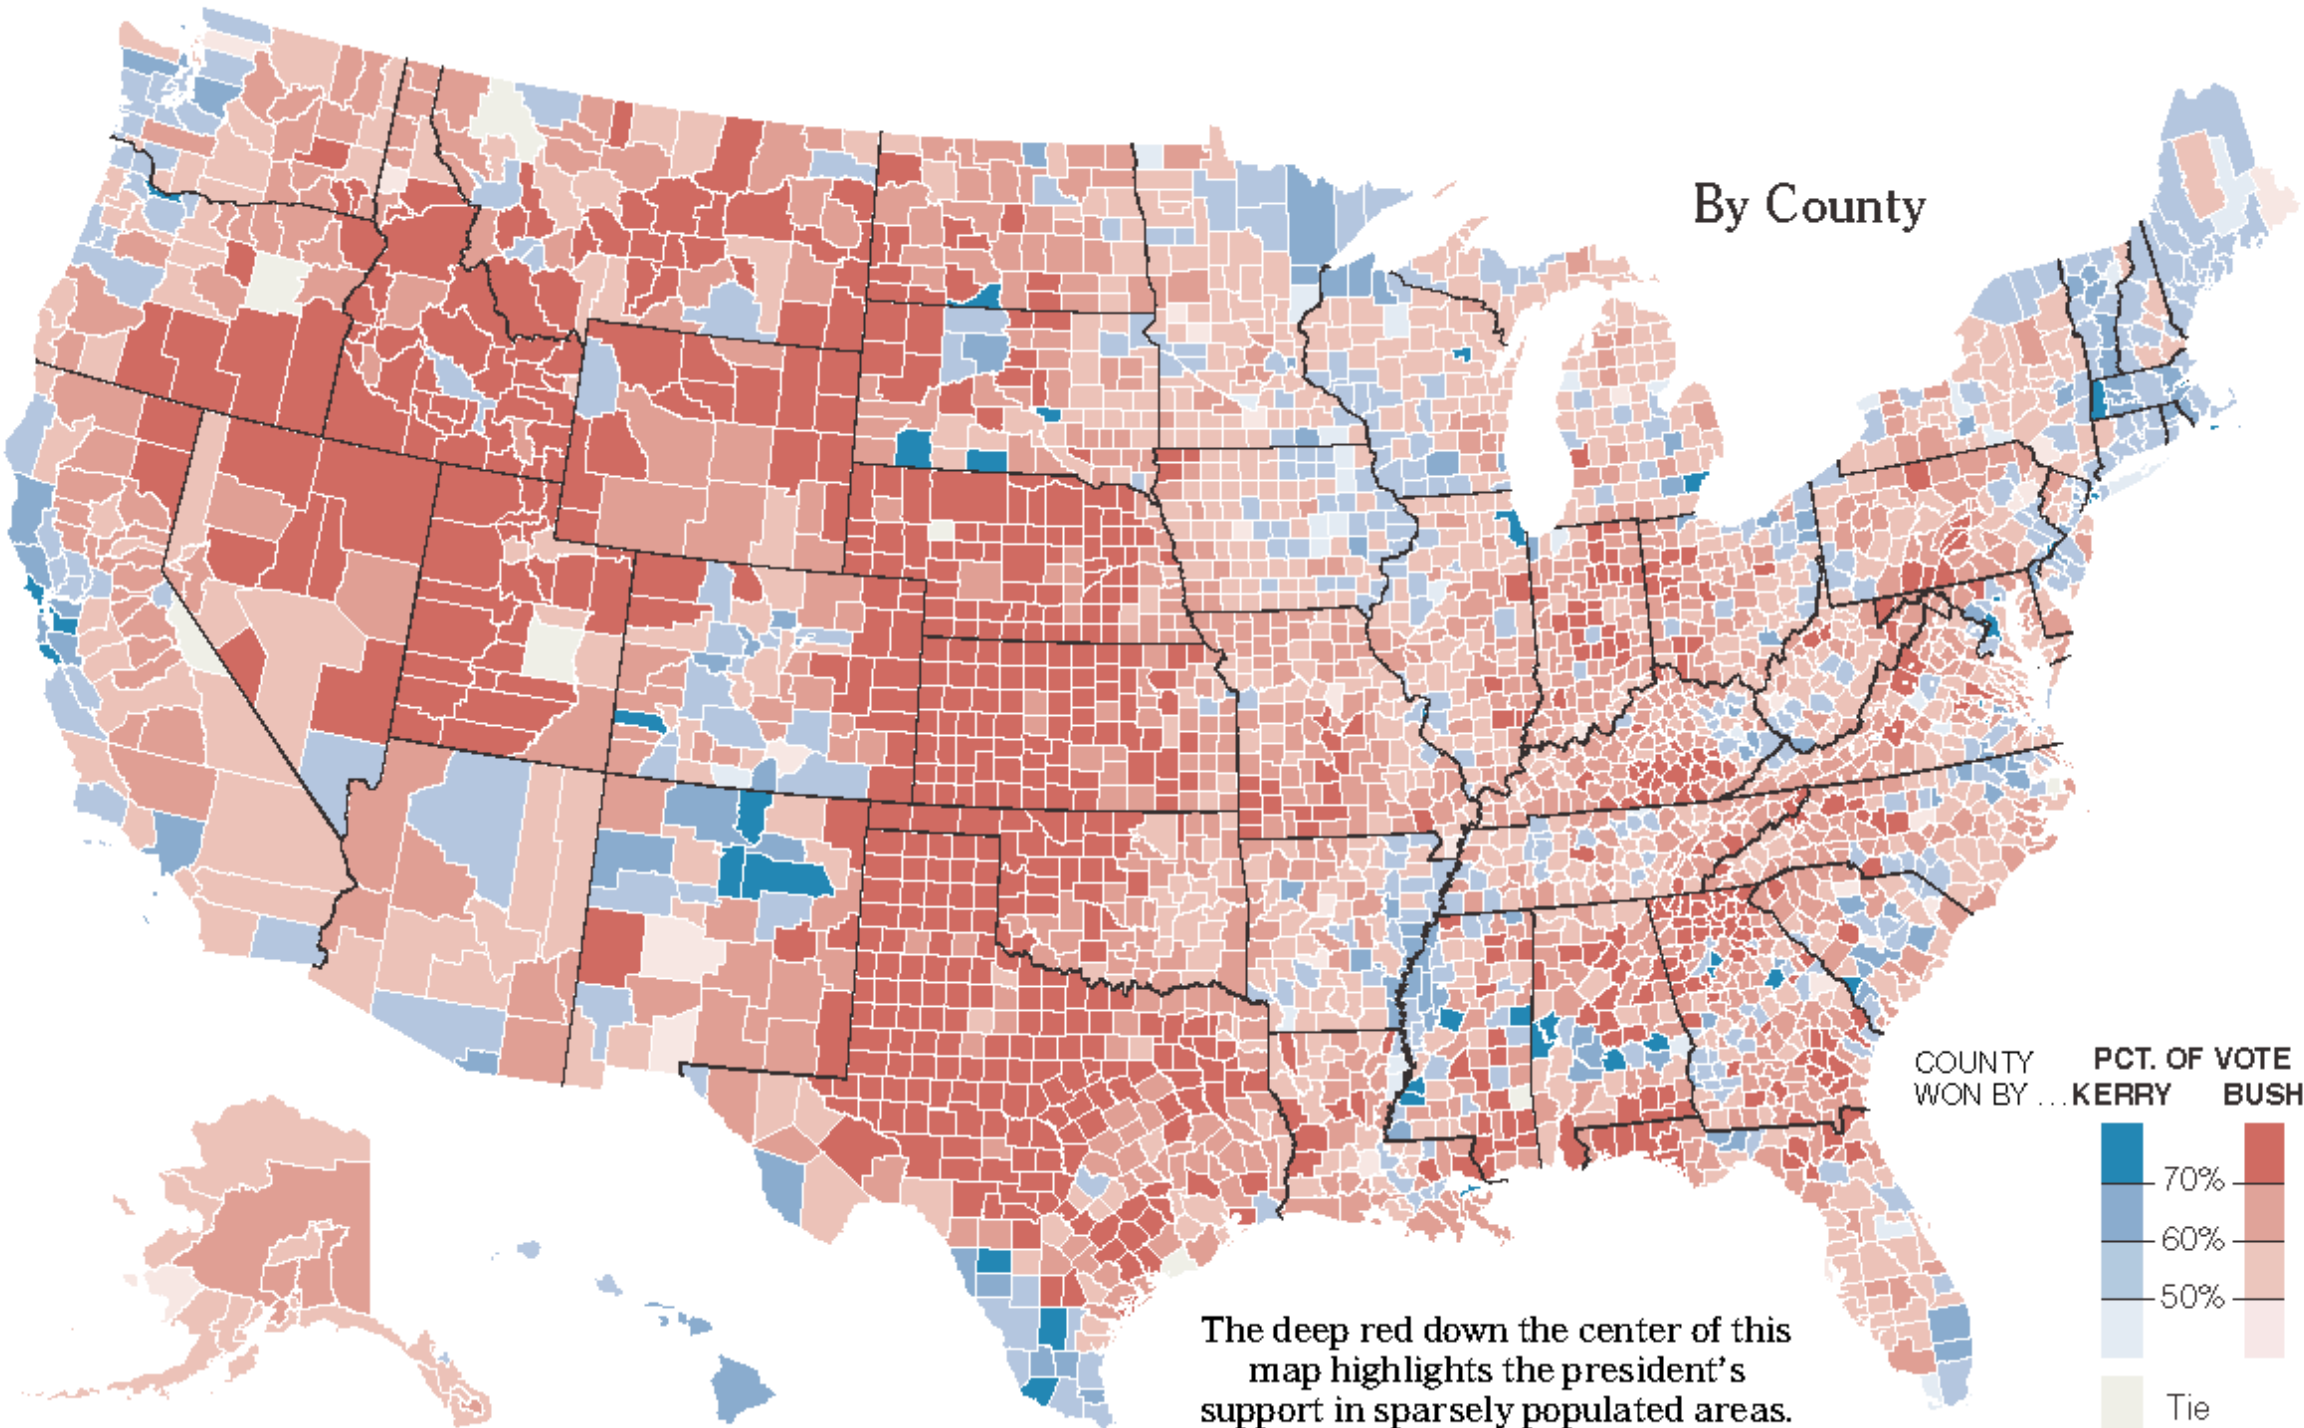 By County
COUNTY
WON BY ...
PCT. OF VOTE
KERRY BUSH
70%
60%
50%
Tie
The deep red down the center of this
map highlights the president's
support in sparsely populated areas.